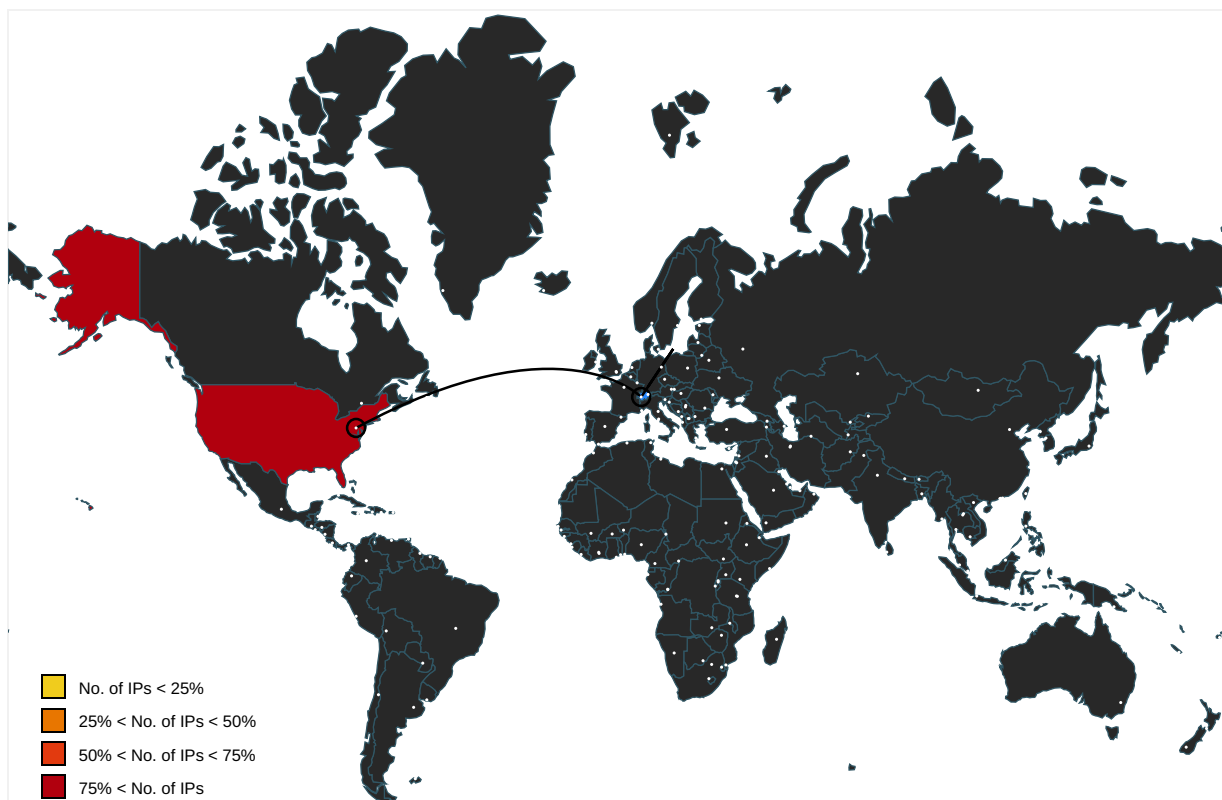 No. of IPs < 25%
25% < No. of IPs < 50%
50% < No. of IPs < 75%
75% < No. of IPs